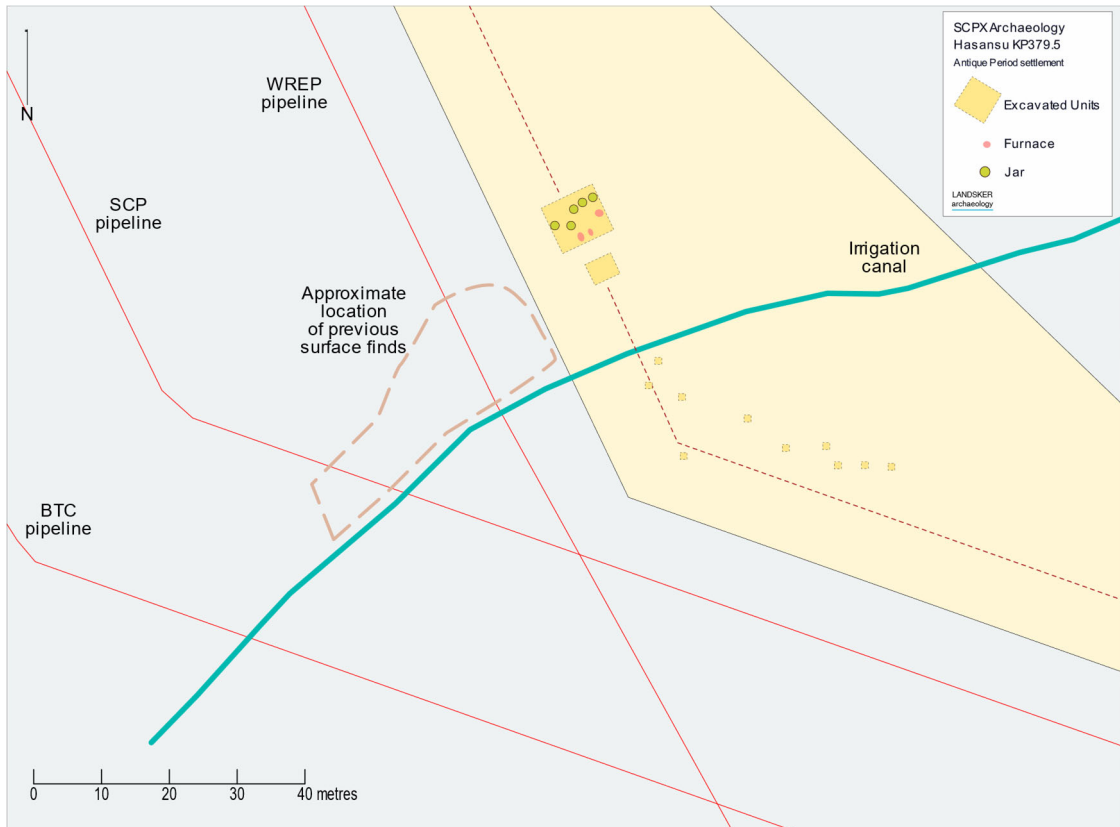 SCPX Archaeology
Hasansu KP379.5
Antique Period settlement
Excavated Units
Furnace
Jar
LANDSKER
archaeology
N
WREP
pipeline
SCP
pipeline
Irrigation
canal
Approximate
location
of previous
surface finds
BTC
pipeline
0 10 20 30 40 metres